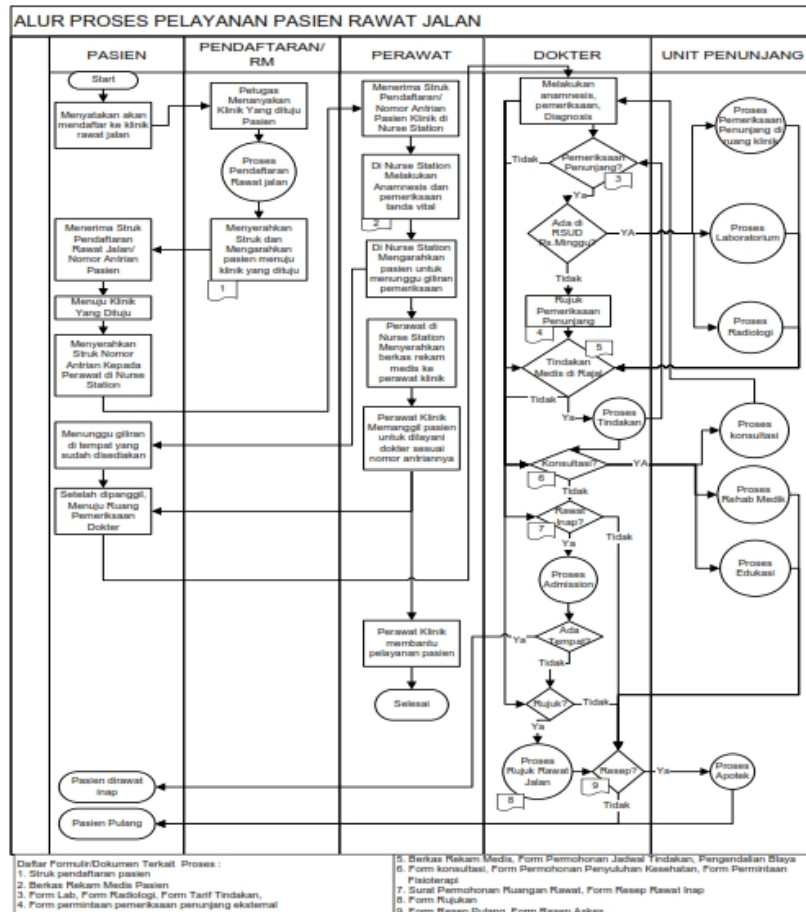 ALUR PROSES PELAYANAN PASIEN RAWAT JALAN
PASIEN
PENDAFTARAN/
RM
PERAWAT
DOKTER
UNIT PENUNJANG
Start
Menyatakan akan
mendaftar ke klinik
rawat jalan
Menerima Struk
Pendaftaran
Rawat Jalan/
Nomor Antrian
Pasien
Menuju Klinik
Yang Dituju
Menyerahkan
Struk Nomor
Antrian Kepada
Perawat di Nurse
Station
Menunggu giliran
di tempat yang
sudah disediakan
Setelah dipanggil,
Menuju Ruang
Pemeriksaan
Dokter
Pasien dirawat
inap
Pasien Pulang
Petugas
Menanyakan
Klinik Yang dituju
Pasien
Proses
Pendaftaran
Rawat jalan
Menyerahkan
Struk dan
Mengarahkan
pasien menuju
klinik yang dituju
1
Menerima Struk
Pendaftaran/
Nomor Antrian
Pasien Klinik di
Nurse Station
Di Nurse Station
Melakukan
Anamnesis dan
pemeriksaan
tanda vital
2
Di Nurse Station
Mengarahkan
pasien untuk
menunggu giliran
pemeriksaan
Perawat di
Nurse Station
Menyerahkan
berkas rekam
medis ke
perawat klinik
Perawat Klinik
Memanggil pasien
untuk dilayani
dokter sesuai
nomor antriannya
Perawat Klinik
membantu
pelayanan pasien
Selesai
Melakukan
anamnesis,
pemeriksaan,
Diagnosis
Tidak
Pemeriksaan
Penunjang?
3
Ya
Ada di
RSUD
Ps.Minggu?
YA
Tidak
Rujuk
Pemeriksaan
Penunjang
4
5
Tindakan
Medis di Rajal
Tidak
Ya
Proses
Tindakan
Konsultasi?
YA
6
Tidak
Rawat
Inap?
7
Tidak
Ya
Proses
Admission
Ya
Ada
Tempat?
Tidak
Rujuk?
Tidak
Ya
Proses
Rujuk Rawat
Jalan
8
Resep?
Ya
9
Tidak
Proses
Pemeriksaan
Penunjang di
ruang klinik
Proses
Laboratorium
Proses
Radiologi
Proses
konsultasi
Proses
Rehab Medik
Proses
Edukasi
Proses
Apotek
Daftar Formulir/Dokumen Terkait Proses :
1. Struk pendaftaran pasien
2. Berkas Rekam Medis Pasien
3. Form Lab, Form Radiologi, Form Tarif Tindakan,
4. Form permintaan pemeriksaan penunjang eksternal
5. Berkas Rekam Medis, Form Permohonan Jadwal Tindakan, Pengendalian Biaya
6. Form konsultasi, Form Permohonan Penyuluhan Kesehatan, Form Permintaan
Fisioterapi
7. Surat Permohonan Ruangan Rawat, Form Resep Rawat Inap
8. Form Rujukan
9. Form Resep Pulang, Form Resep Askes